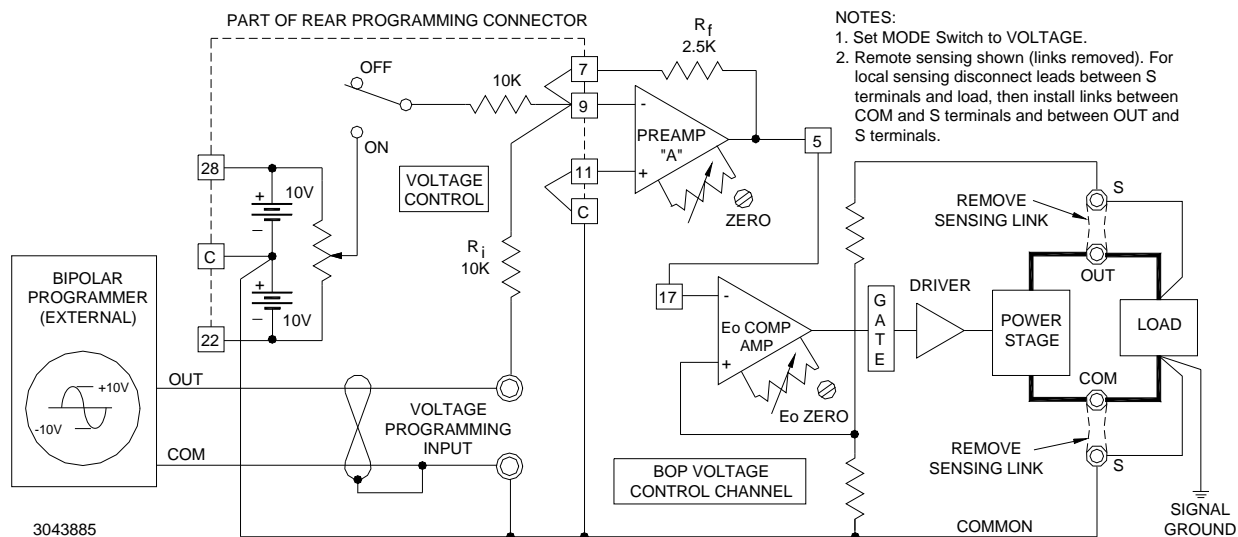 PART OF REAR PROGRAMMING CONNECTOR
NOTES:
1. Set MODE Switch to VOLTAGE.
2. Remote sensing shown (links removed). For
local sensing disconnect leads between S
terminals and load, then install links between
COM and S terminals and between OUT and
S terminals.
Rf
2.5K
7
OFF
10K
9
-
PREAMP
"A"
+
5
ON
28
VOLTAGE
CONTROL
11
C
ZERO
+
10V
–
C
+
10V
–
22
Ri
10K
S
REMOVE
SENSING LINK
OUT
17
-
Eo COMP
AMP
+
Eo ZERO
G
A
T
E
DRIVER
POWER
STAGE
LOAD
COM
REMOVE
SENSING LINK
S
BIPOLAR
PROGRAMMER
(EXTERNAL)
+10V
-10V
OUT
COM
VOLTAGE
PROGRAMMING
INPUT
BOP VOLTAGE
CONTROL CHANNEL
SIGNAL
GROUND
COMMON
3043885